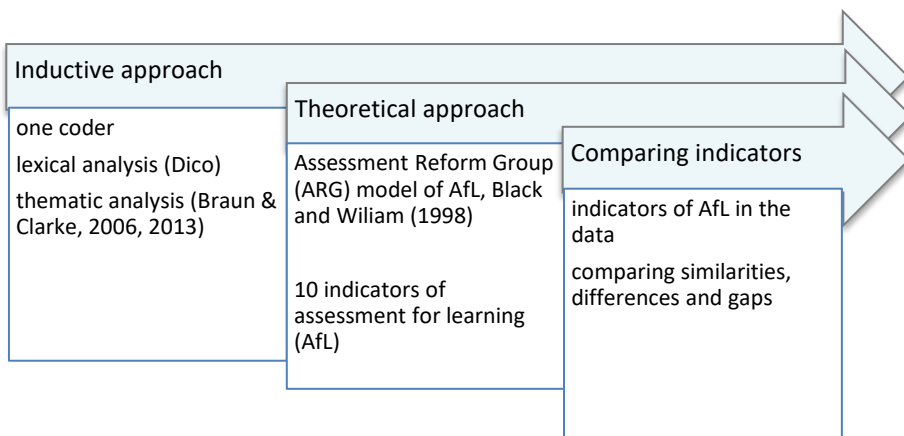 Inductive approach
one coder
lexical analysis (Dico)
thematic analysis (Braun &
Clarke, 2006, 2013)
Theoretical approach
Assessment Reform Group
(ARG) model of AfL, Black
and Wiliam (1998)
10 indicators of
assessment for learning
(AfL)
Comparing indicators
indicators of AfL in the
data
comparing similarities,
differences and gaps